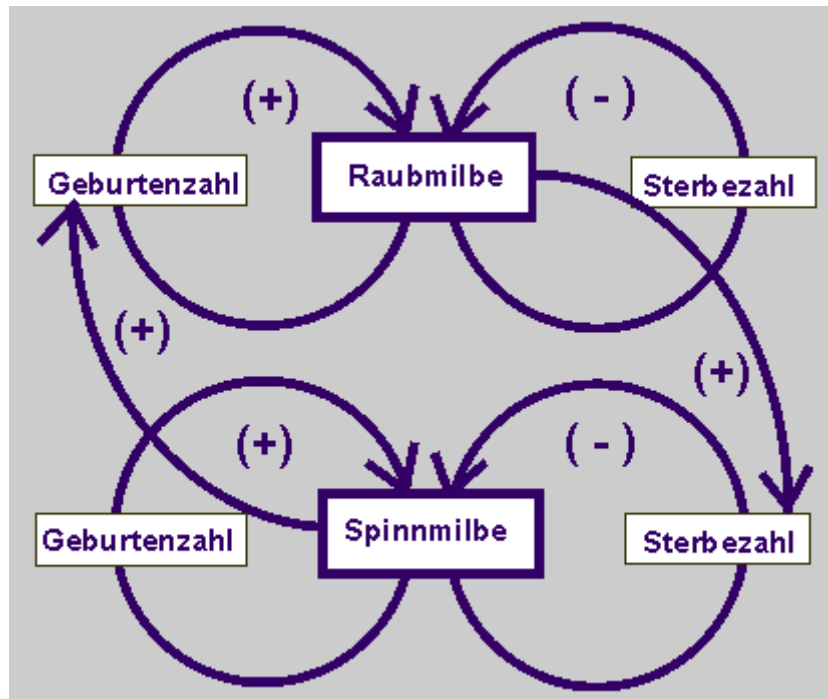 (+)
( - )
Geburtenzahl
Raubmilbe
Sterbezahl
(+)
(+)
(+)
( - )
Geburtenzahl
Spinnmilbe
Sterbezahl